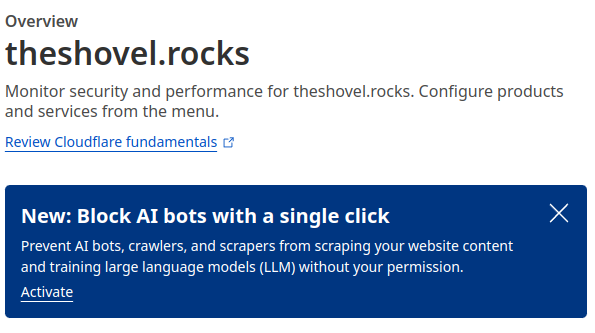 Overview
theshovel.rocks
Monitor security and performance for theshovel.rocks. Configure products
and services from the menu.
Review Cloudflare fundamentals
New: Block AI bots with a single click
Prevent AI bots, crawlers, and scrapers from scraping your website content
and training large language models (LLM) without your permission.
Activate